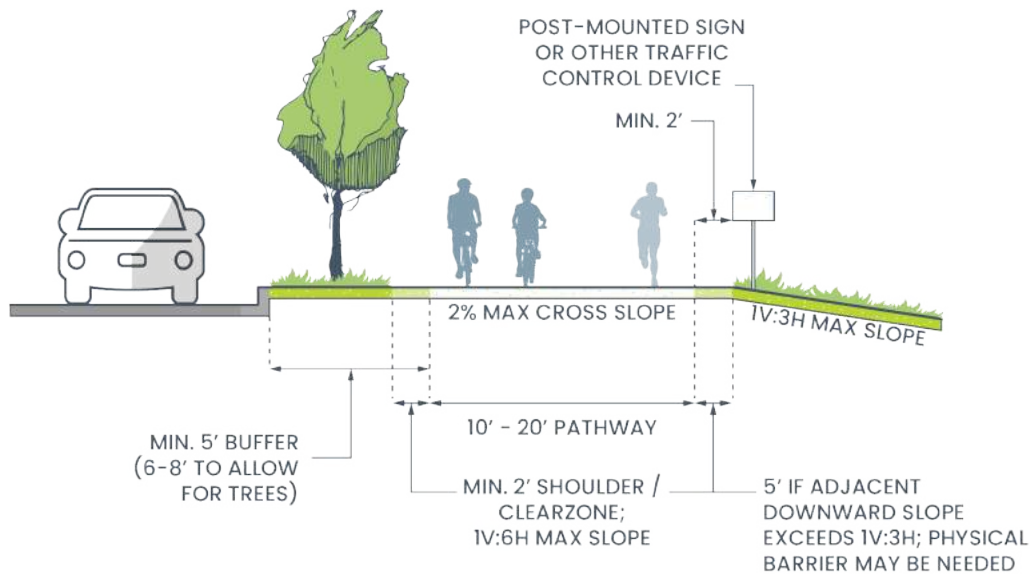 POST-MOUNTED SIGN
OR OTHER TRAFFIC
CONTROL DEVICE
MIN. 2'
2% MAX CROSS SLOPE
1V:3H MAX SLOPE
10' - 20' PATHWAY
MIN. 5' BUFFER
(6-8' TO ALLOW
FOR TREES)
MIN. 2' SHOULDER /
CLEARZONE;
1V:6H MAX SLOPE
5' IF ADJACENT
DOWNWARD SLOPE
EXCEEDS 1V:3H; PHYSICAL
BARRIER MAY BE NEEDED